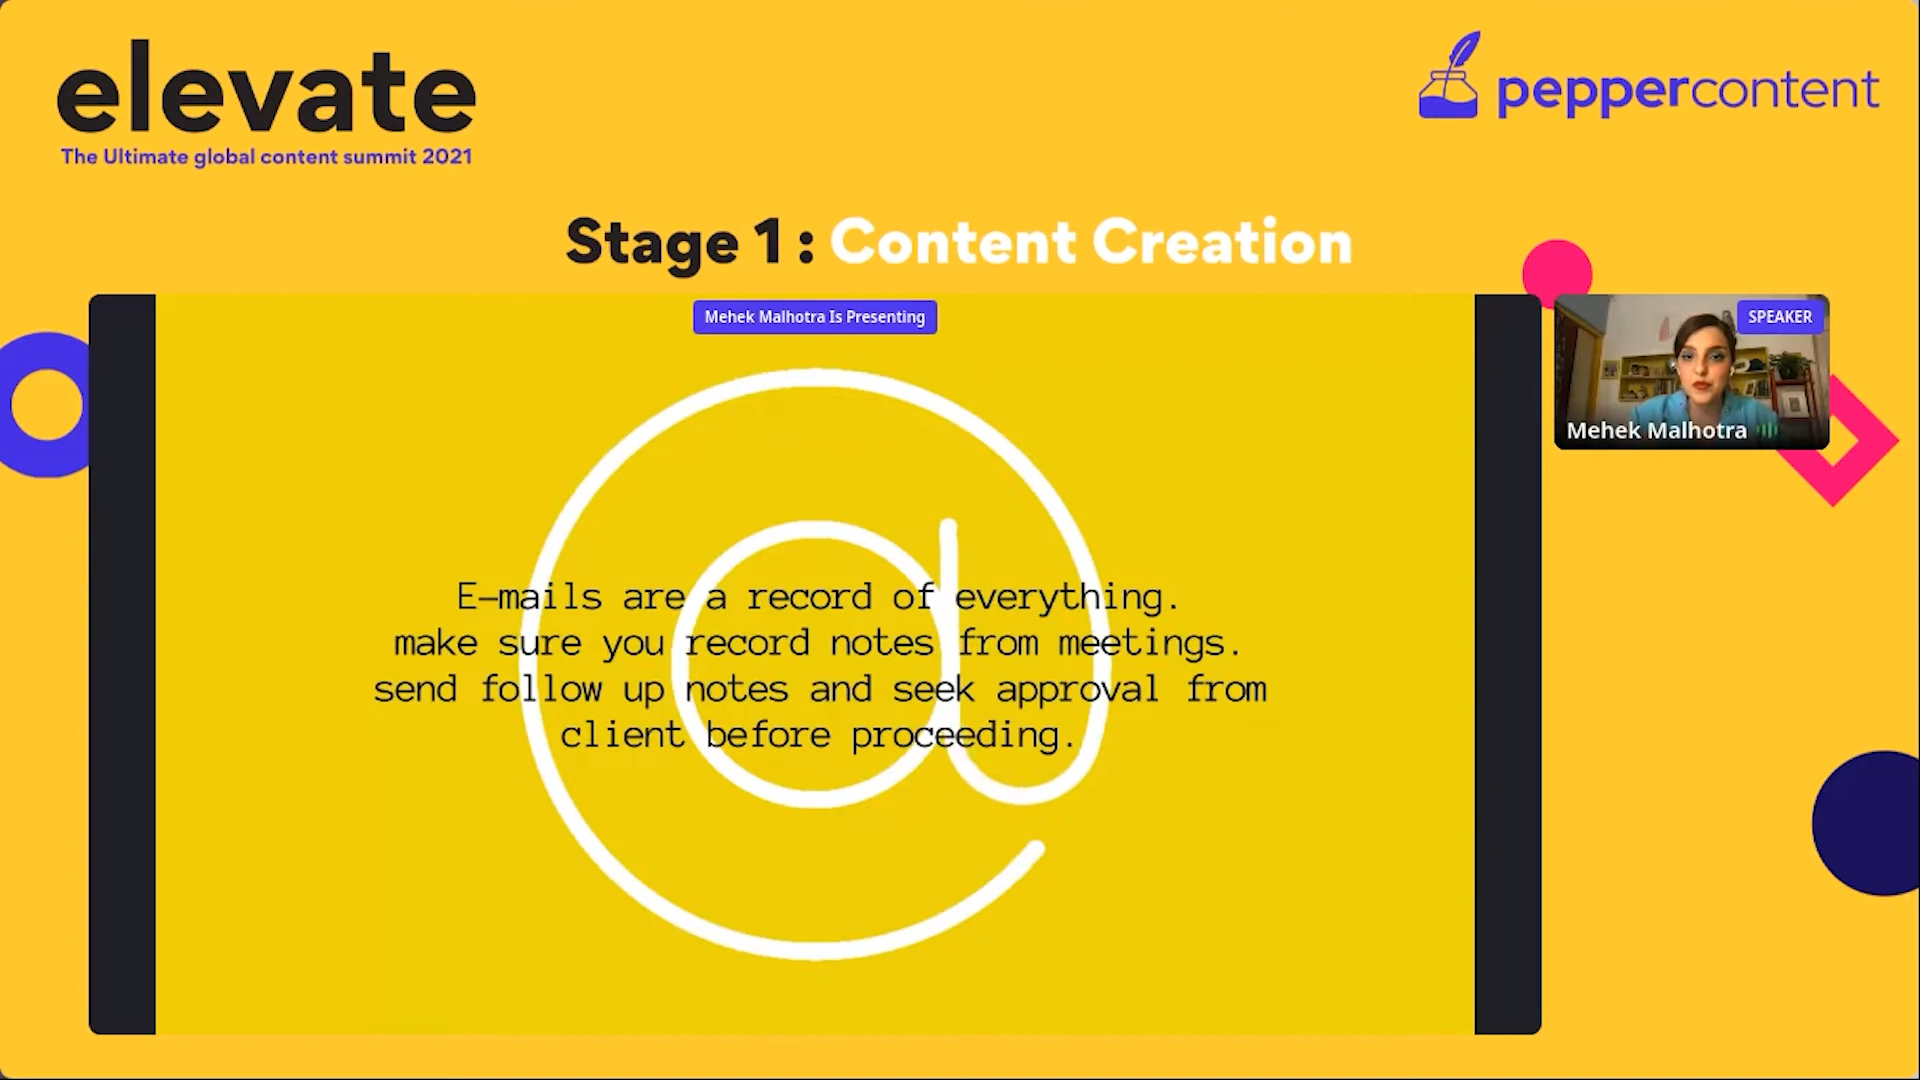 elevate
The Ultimate global content summit 2021
peppercontent
Stage 1 : Content Creation
Mehek Malhotra Is Presenting
SPEAKER
Mehek Malhotra
@
E-mails are a record of everything.
make sure you record notes from meetings.
send follow up notes and seek approval from
client before proceeding.